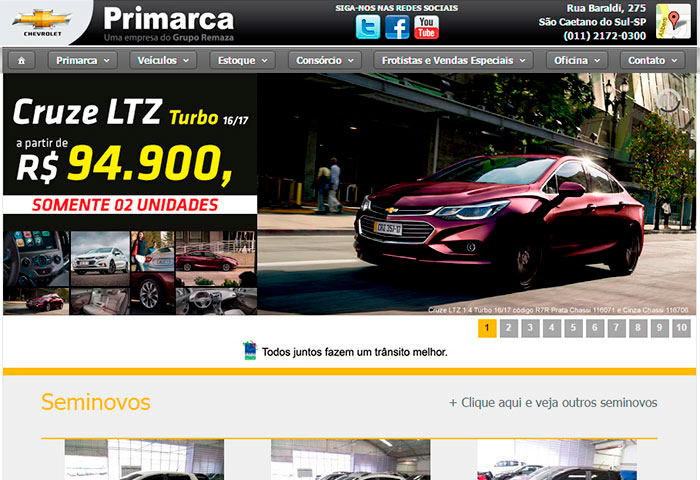 CHEVROLET
Primarca
Uma empresa do Grupo Remaza
SIGA-NOS NAS REDES SOCIAIS
You
Tube
Rua Baraldi, 275
São Caetano do Sul-SP
(011) 2172-0300
Primarca
Veículos
Estoque
Consórcio
Frotistas e Vendas Especiais
Oficina
Contato
Cruze LTZ Turbo 16/17
a partir de
R$ 94.900,
SOMENTE 02 UNIDADES
CRZ 357-17
Cruze LTZ 1.4 Turbo 16/17 código R7R Prata Chassi 116071 e Cinza Chassi 116706
1 2 3 4 5 6 7 8 9 10
Todos juntos fazem um trânsito melhor.
Seminovos
+ Clique aqui e veja outros seminovos